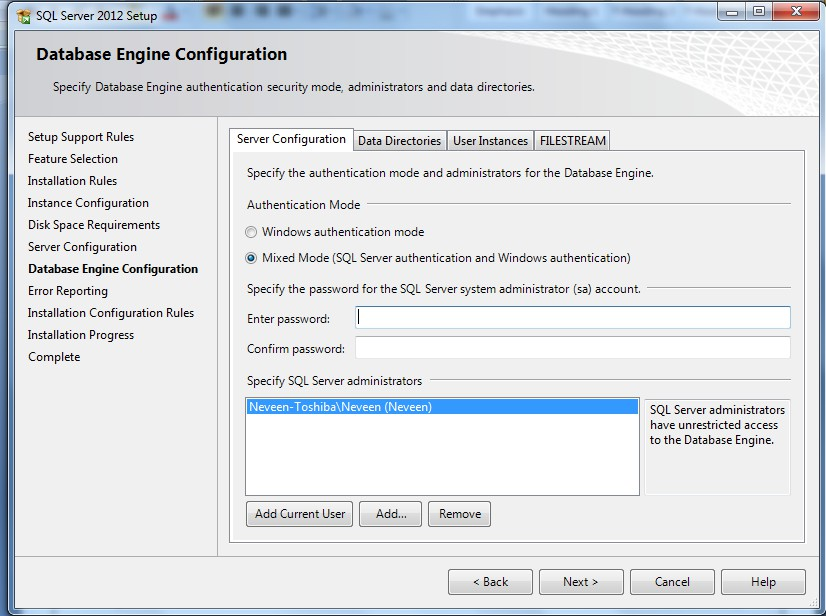 SQL Server 2012 Setup
Database Engine Configuration
Specify Database Engine authentication security mode, administrators and data directories.
Setup Support Rules
Feature Selection
Installation Rules
Instance Configuration
Disk Space Requirements
Server Configuration
Database Engine Configuration
Error Reporting
Installation Configuration Rules
Installation Progress
Complete
Server Configuration Data Directories User Instances FILESTREAM
Specify the authentication mode and administrators for the Database Engine.
Authentication Mode
Windows authentication mode
Mixed Mode (SQL Server authentication and Windows authentication)
Specify the password for the SQL Server system administrator (sa) account.
Enter password:
Confirm password:
Specify SQL Server administrators
Neveen-Toshiba\Neveen (Neveen)
SQL Server administrators
have unrestricted access
to the Database Engine.
Add Current User Add... Remove
< Back Next > Cancel Help